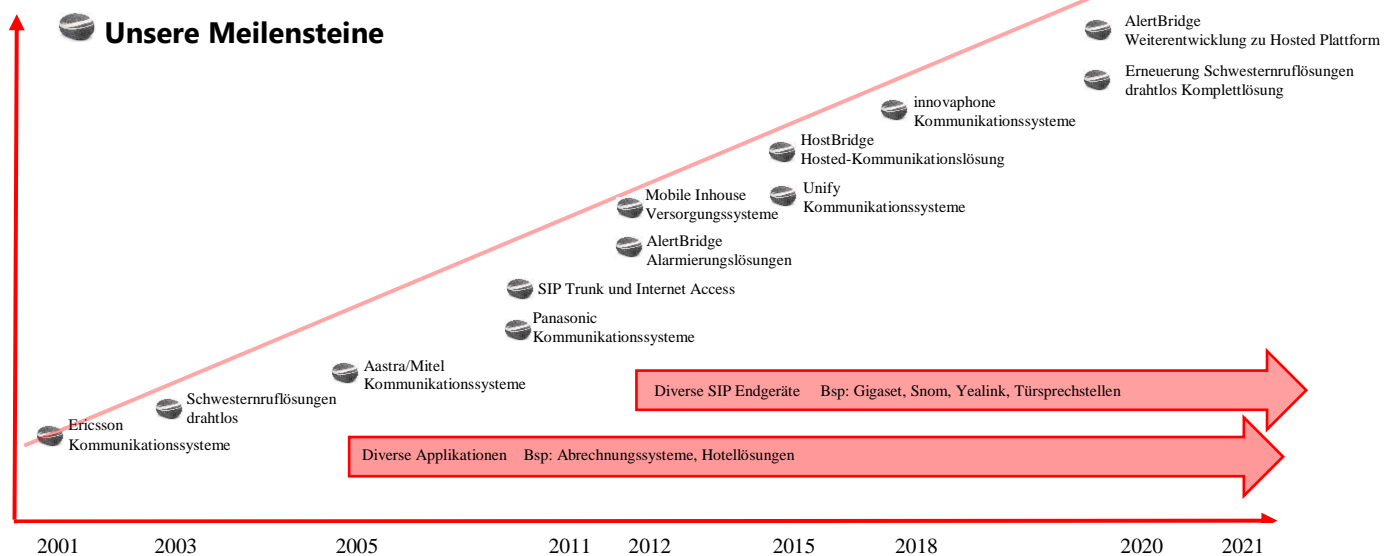 Unsere Meilensteine
AlertBridge
Weiterentwicklung zu Hosted Plattform
Erneuerung Schwesternruflösungen
drahtlos Komplettlösung
innovaphone
Kommunikationssysteme
HostBridge
Hosted-Kommunikationslösung
Unify
Kommunikationssysteme
Mobile Inhouse
Versorgungssysteme
AlertBridge
Alarmierungslösungen
SIP Trunk und Internet Access
Panasonic
Kommunikationssysteme
Aastra/Mitel
Kommunikationssysteme
Schwesternruflösungen
drahtlos
Ericsson
Kommunikationssysteme
Diverse SIP Endgeräte Bsp: Gigaset, Snom, Yealink, Türsprechstellen
Diverse Applikationen Bsp: Abrechnungssysteme, Hotellösungen
2001 2003 2005 2011 2012 2015 2018 2020 2021